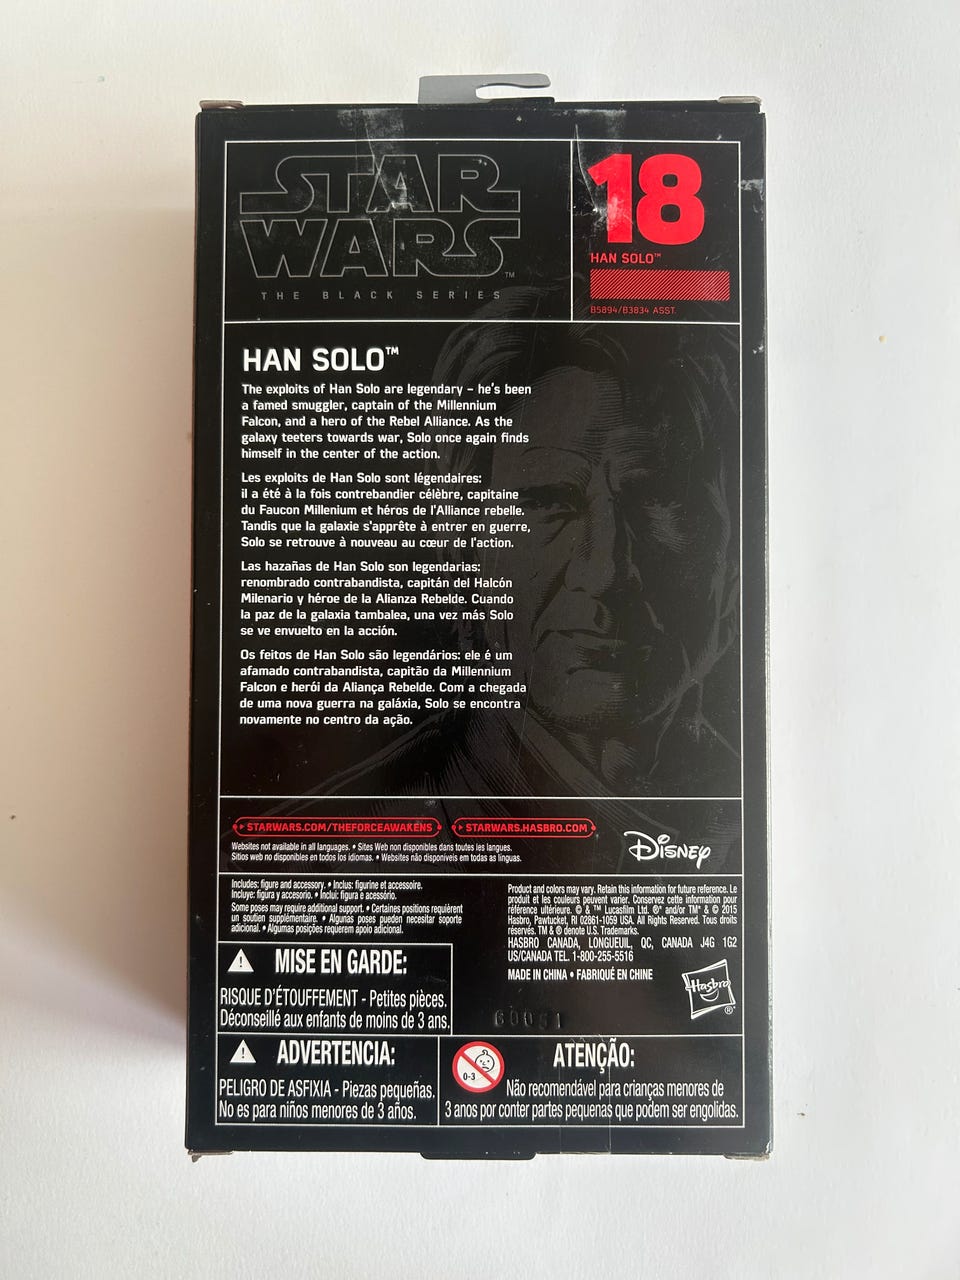 STAR
WARS™
THE BLACK SERIES
18
HAN SOLO™
B5894/B3834 ASST.
HAN SOLO™
The exploits of Han Solo are legendary – he's been
a famed smuggler, captain of the Millennium
Falcon, and a hero of the Rebel Alliance. As the
galaxy teeters towards war, Solo once again finds
himself in the center of the action.
Les exploits de Han Solo sont légendaires:
il a été à la fois contrebandier célèbre, capitaine
du Faucon Millenium et héros de l'Alliance rebelle.
Tandis que la galaxie s'apprête à entrer en guerre,
Solo se retrouve à nouveau au cœur de l'action.
Las hazañas de Han Solo son legendarias:
renombrado contrabandista, capitán del Halcón
Milenario y héroe de la Alianza Rebelde. Cuando
la paz de la galaxia tambalea, una vez más Solo
se ve envuelto en la acción.
Os feitos de Han Solo são legendários: ele é um
afamado contrabandista, capitão da Millennium
Falcon e herói da Aliança Rebelde. Com a chegada
de uma nova guerra na galáxia, Solo se encontra
novamente no centro da ação.
STARWARS.COM/THEFORCEAWAKENS
STARWARS.HASBRO.COM
Websites not available in all languages. • Sites Web non disponibles dans toutes les langues.
Sitios web no disponibles en todos los idiomas. • Websites não disponíveis em todas as línguas.
Disney
Includes: figure and accessory. • Inclus: figurine et accessoire.
Incluye: figura y accesorio. • Inclui: figura e acessório.
Some poses may require additional support. • Certaines positions requièrent
un soutien supplémentaire. • Algunas poses pueden necesitar soporte
adicional. • Algumas posições requerem apoio adicional.
Product and colors may vary. Retain this information for future reference. Le
produit et les couleurs peuvent varier. Conservez cette information pour
référence ultérieure. © & ™ Lucasfilm Ltd. ®* and/or TM* & © 2015
Hasbro, Pawtucket, RI 02861-1059 USA. All Rights Reserved. Tous droits
réservés. TM & ® denote U.S. Trademarks.
HASBRO CANADA, LONGUEUIL, QC, CANADA J4G 1G2
US/CANADA TEL. 1-800-255-5516
MADE IN CHINA • FABRIQUÉ EN CHINE
Hasbro®
MISE EN GARDE:
RISQUE D'ÉTOUFFEMENT - Petites pièces.
Déconseillé aux enfants de moins de 3 ans.
ADVERTENCIA:
PELIGRO DE ASFIXIA - Piezas pequeñas.
No es para niños menores de 3 años.
0-3
ATENÇÃO:
Não recomendável para crianças menores de
3 anos por conter partes pequenas que podem ser engolidas.